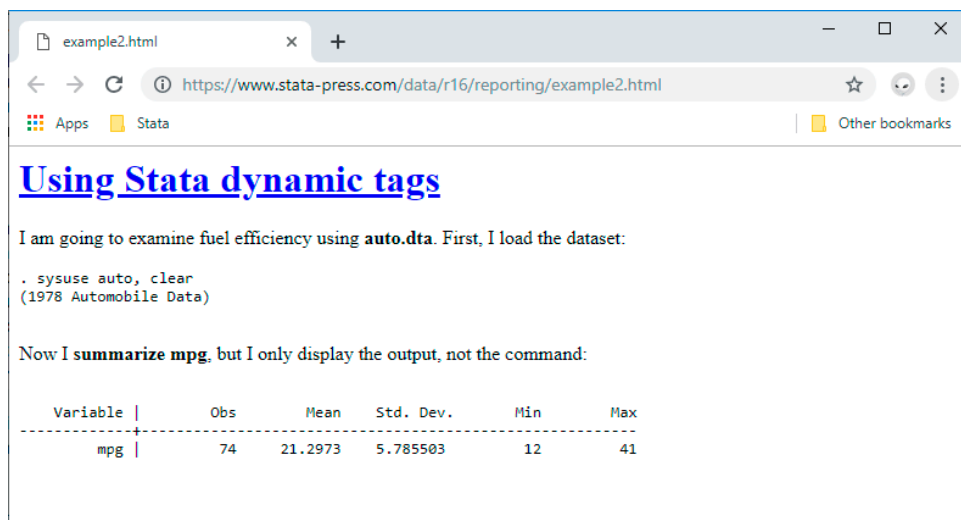 example2.html
https://www.stata-press.com/data/r16/reporting/example2.html
Apps Stata Other bookmarks
Using Stata dynamic tags
I am going to examine fuel efficiency using auto.dta. First, I load the dataset:
. sysuse auto, clear
(1978 Automobile Data)
Now I summarize mpg, but I only display the output, not the command:
Variable | Obs Mean Std. Dev. Min Max
-------------+---------------------------------------------------------
mpg | 74 21.2973 5.785503 12 41